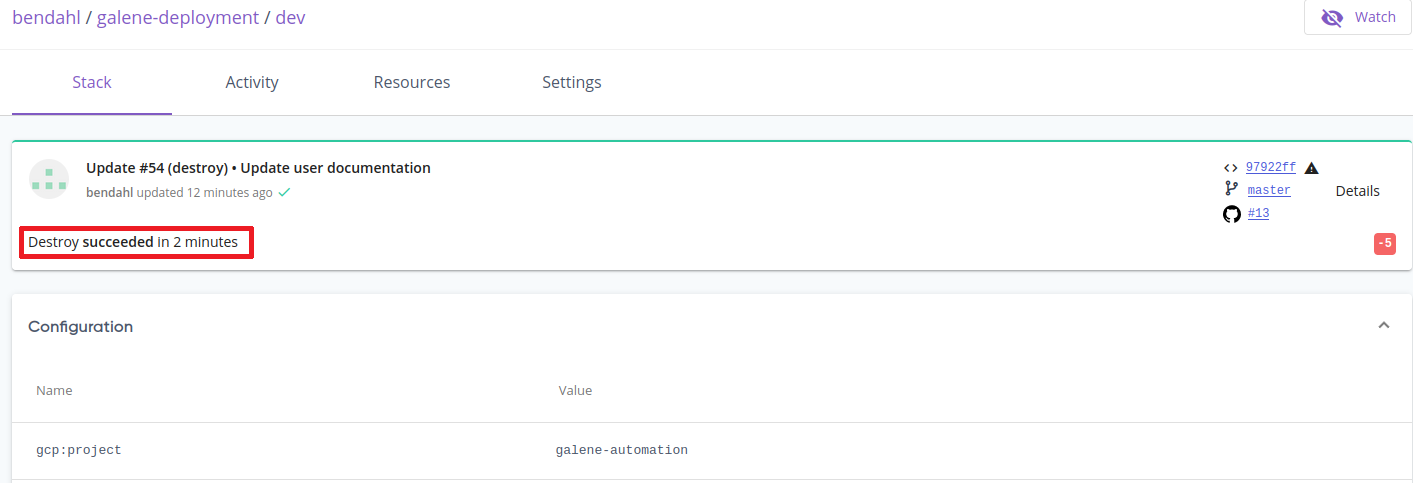 bendahl / galene-deployment / dev
Watch
Stack Activity Resources Settings
Update #54 (destroy) • Update user documentation
bendahl updated 12 minutes ago
97922ff
master
#13
Details
Destroy succeeded in 2 minutes
-5
Configuration
Name Value
gcp:project galene-automation